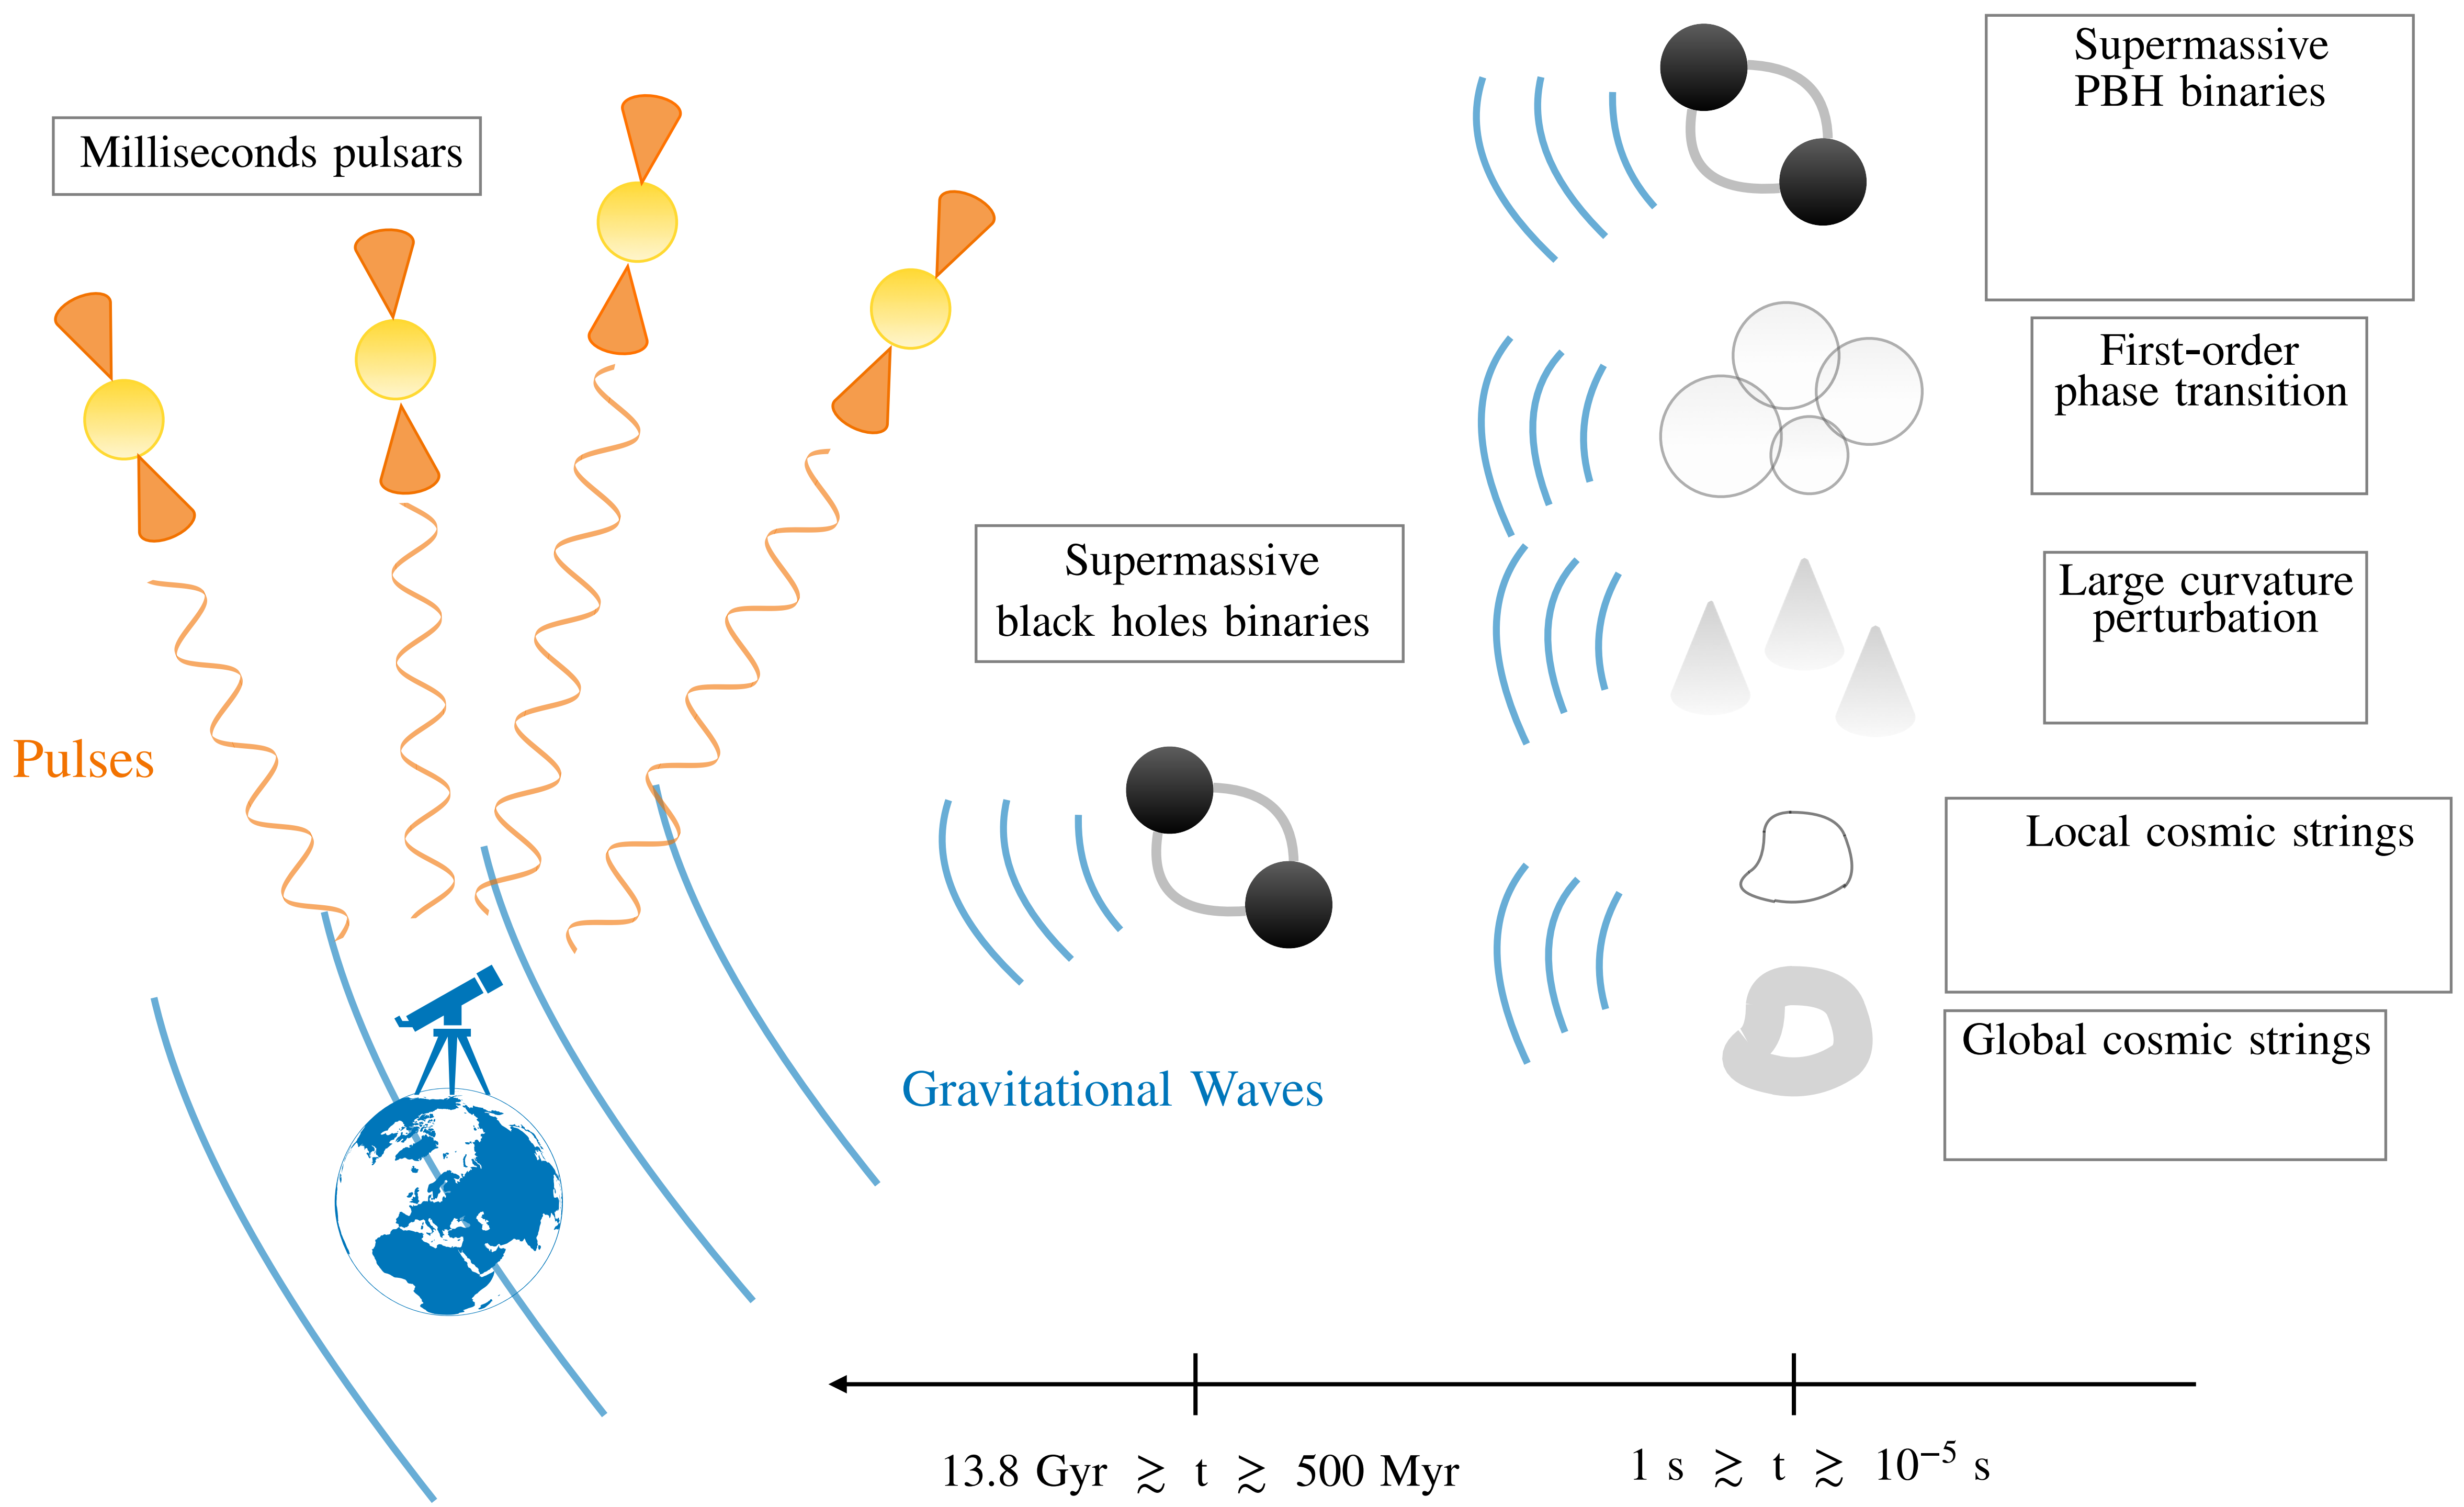 Milliseconds pulsars
Supermassive
PBH binaries
First-order
phase transition
Supermassive
black holes binaries
Large curvature
perturbation
Pulses
Local cosmic strings
Global cosmic strings
Gravitational Waves
13.8 Gyr ≳ t ≳ 500 Myr
1 s ≳ t ≳ 10⁻⁵ s